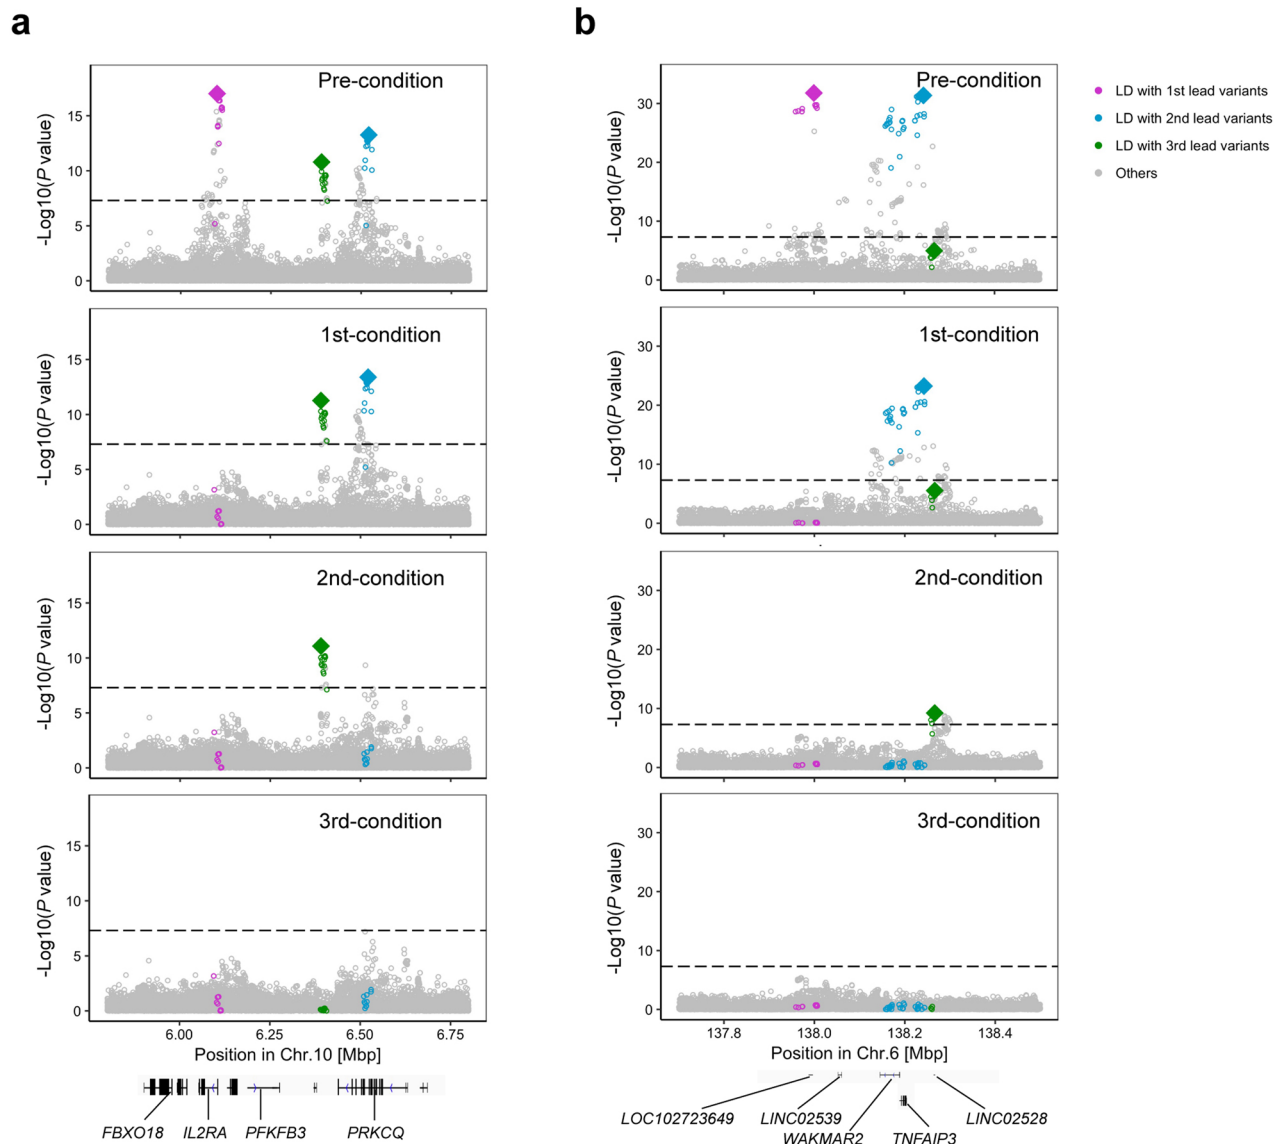 a
Pre-condition
-Log10(P value)
15
10
5
0
1st-condition
-Log10(P value)
15
10
5
0
2nd-condition
-Log10(P value)
15
10
5
0
3rd-condition
-Log10(P value)
15
10
5
0
6.00 6.25 6.50 6.75
Position in Chr.10 [Mbp]
FBXO18 IL2RA PFKFB3 PRKCQ
b
Pre-condition
-Log10(P value)
30
20
10
0
1st-condition
-Log10(P value)
30
20
10
0
2nd-condition
-Log10(P value)
30
20
10
0
3rd-condition
-Log10(P value)
30
20
10
0
137.8 138.0 138.2 138.4
Position in Chr.6 [Mbp]
LOC102723649 LINC02539 LINC02528
WAKMAR2 TNFAIP3
LD with 1st lead variants
LD with 2nd lead variants
LD with 3rd lead variants
Others